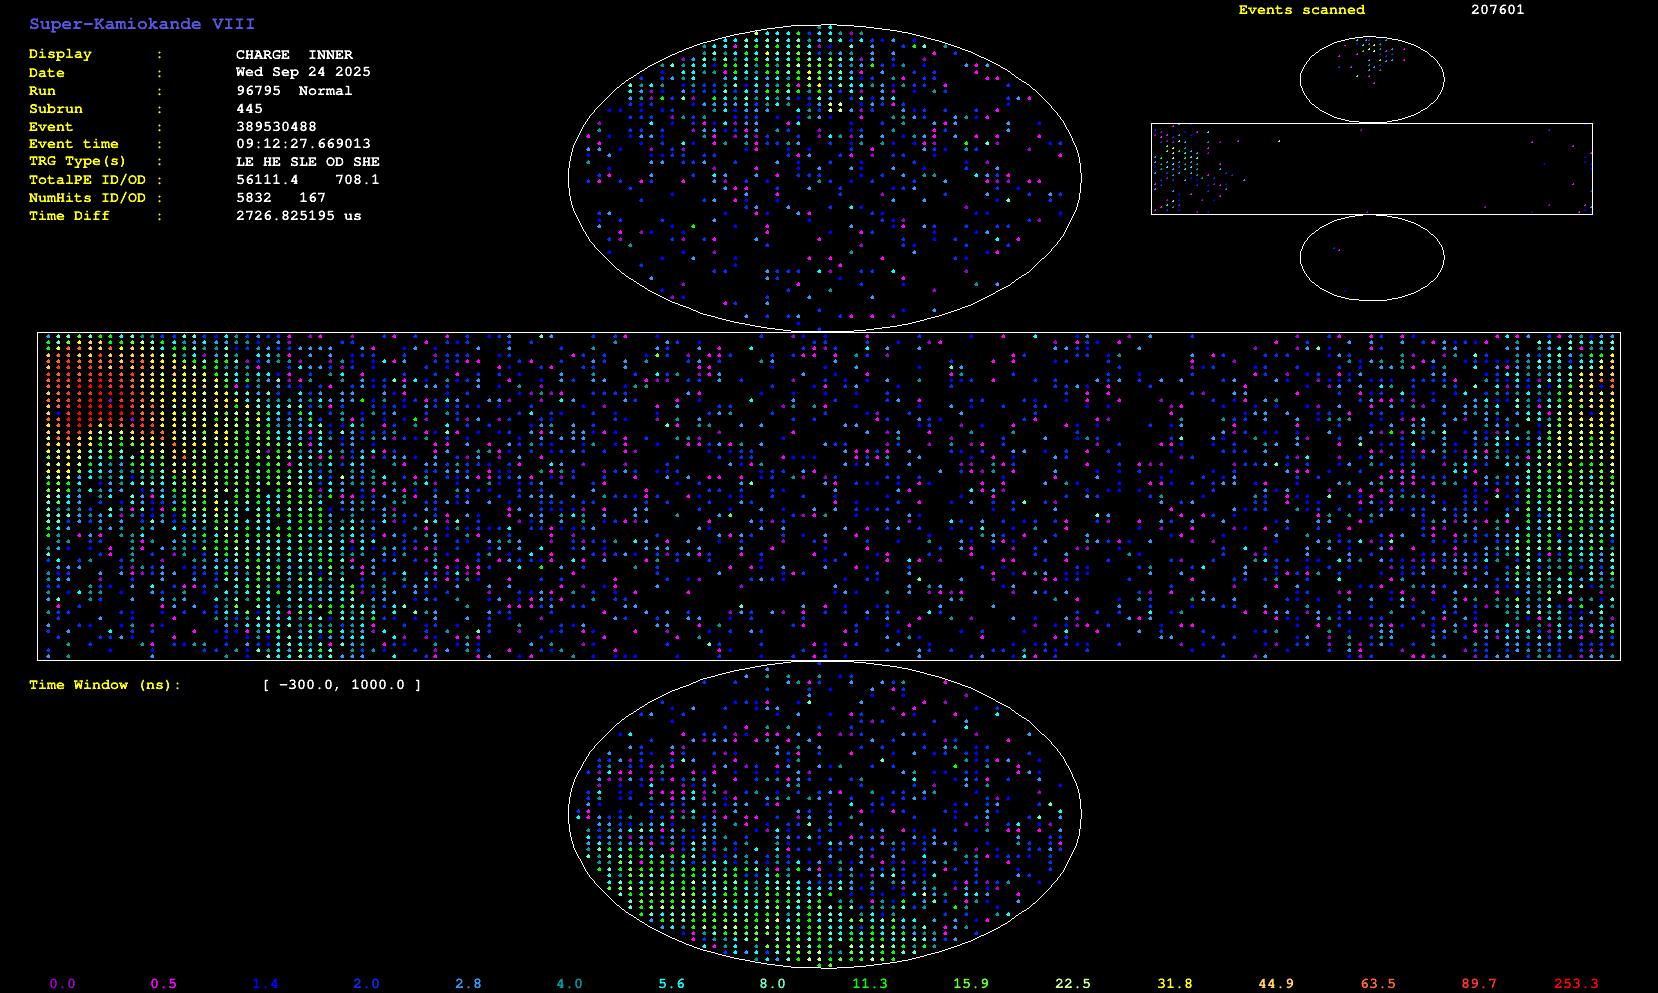 Super-Kamiokande VIII
Events scanned 207601
Display : CHARGE INNER
Date : Wed Sep 24 2025
Run : 96795 Normal
Subrun : 445
Event : 389530488
Event time : 09:12:27.669013
TRG Type(s) : LE HE SLE OD SHE
TotalPE ID/OD : 56111.4 708.1
NumHits ID/OD : 5832 167
Time Diff : 2726.825195 us
Time Window (ns): [ -300.0, 1000.0 ]
0.0 0.5 1.4 2.0 2.8 4.0 5.6 8.0 11.3 15.9 22.5 31.8 44.9 63.5 89.7 253.3